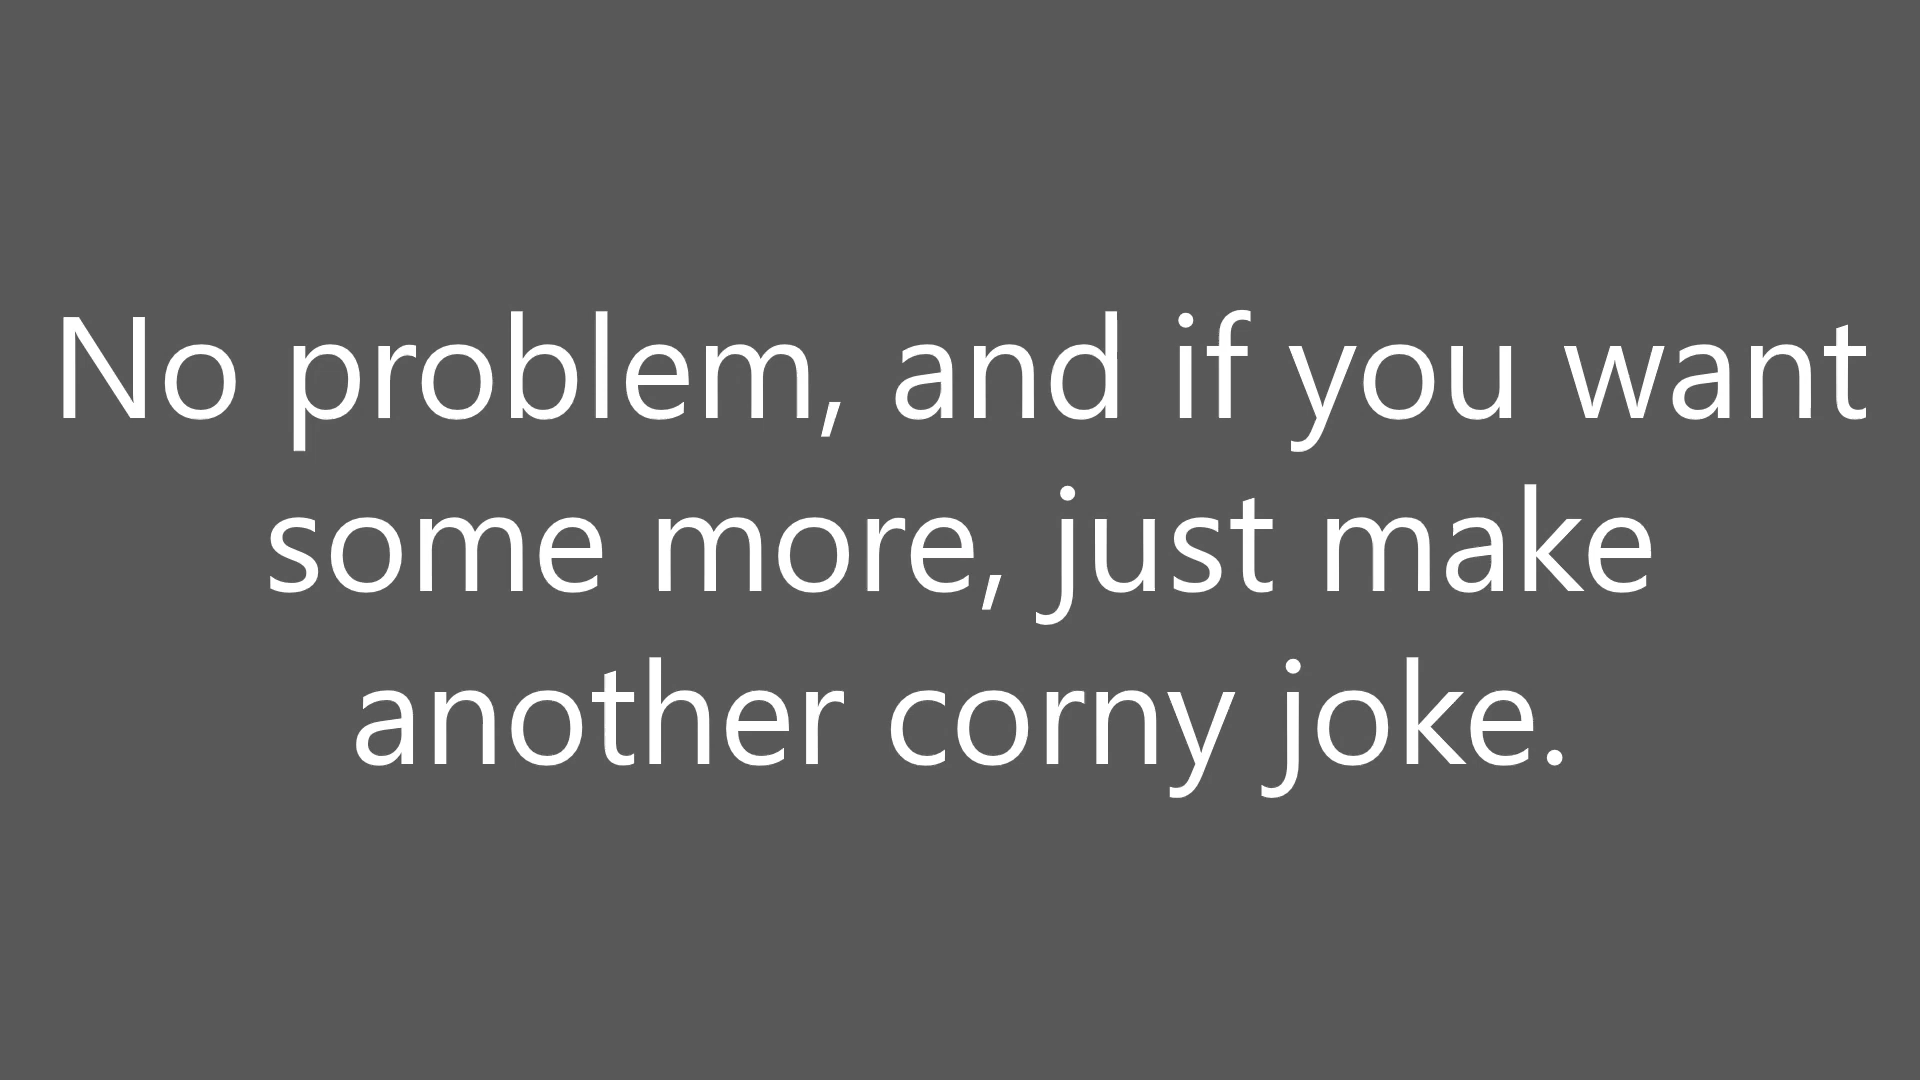 No problem, and if you want
some more, just make
another corny joke.